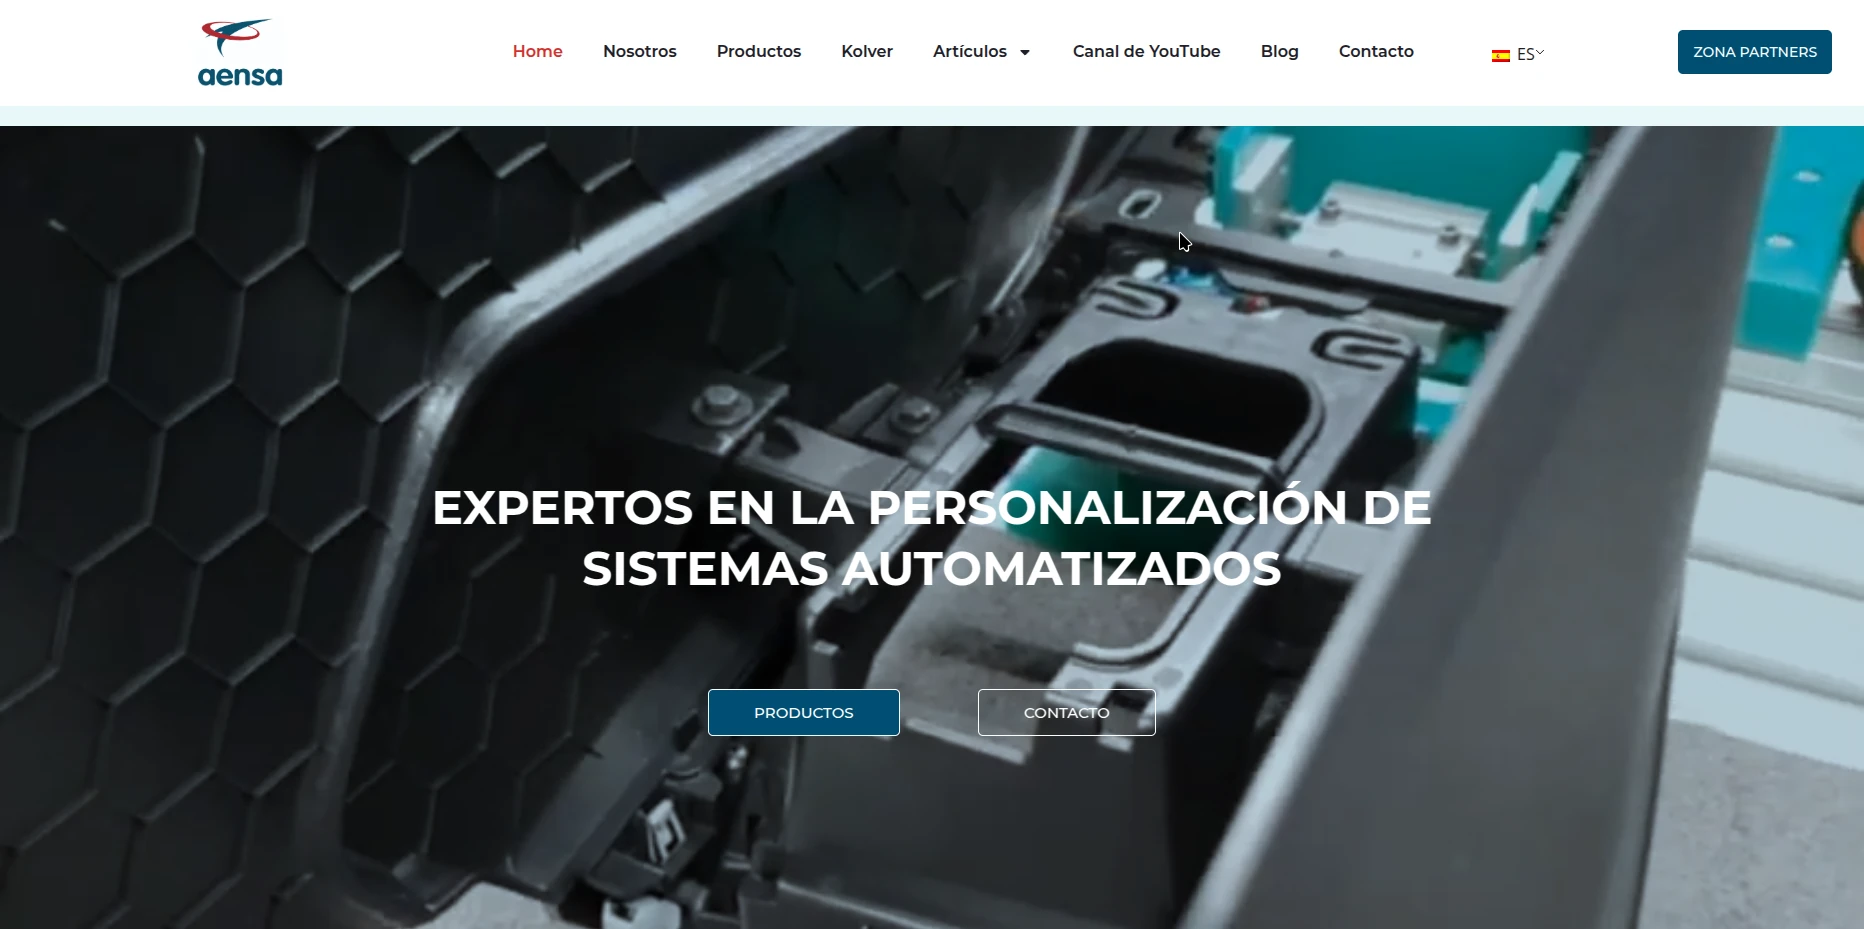 aensa
Home Nosotros Productos Kolver Artículos Canal de YouTube Blog Contacto ES ZONA PARTNERS
EXPERTOS EN LA PERSONALIZACIÓN DE
SISTEMAS AUTOMATIZADOS
PRODUCTOS CONTACTO